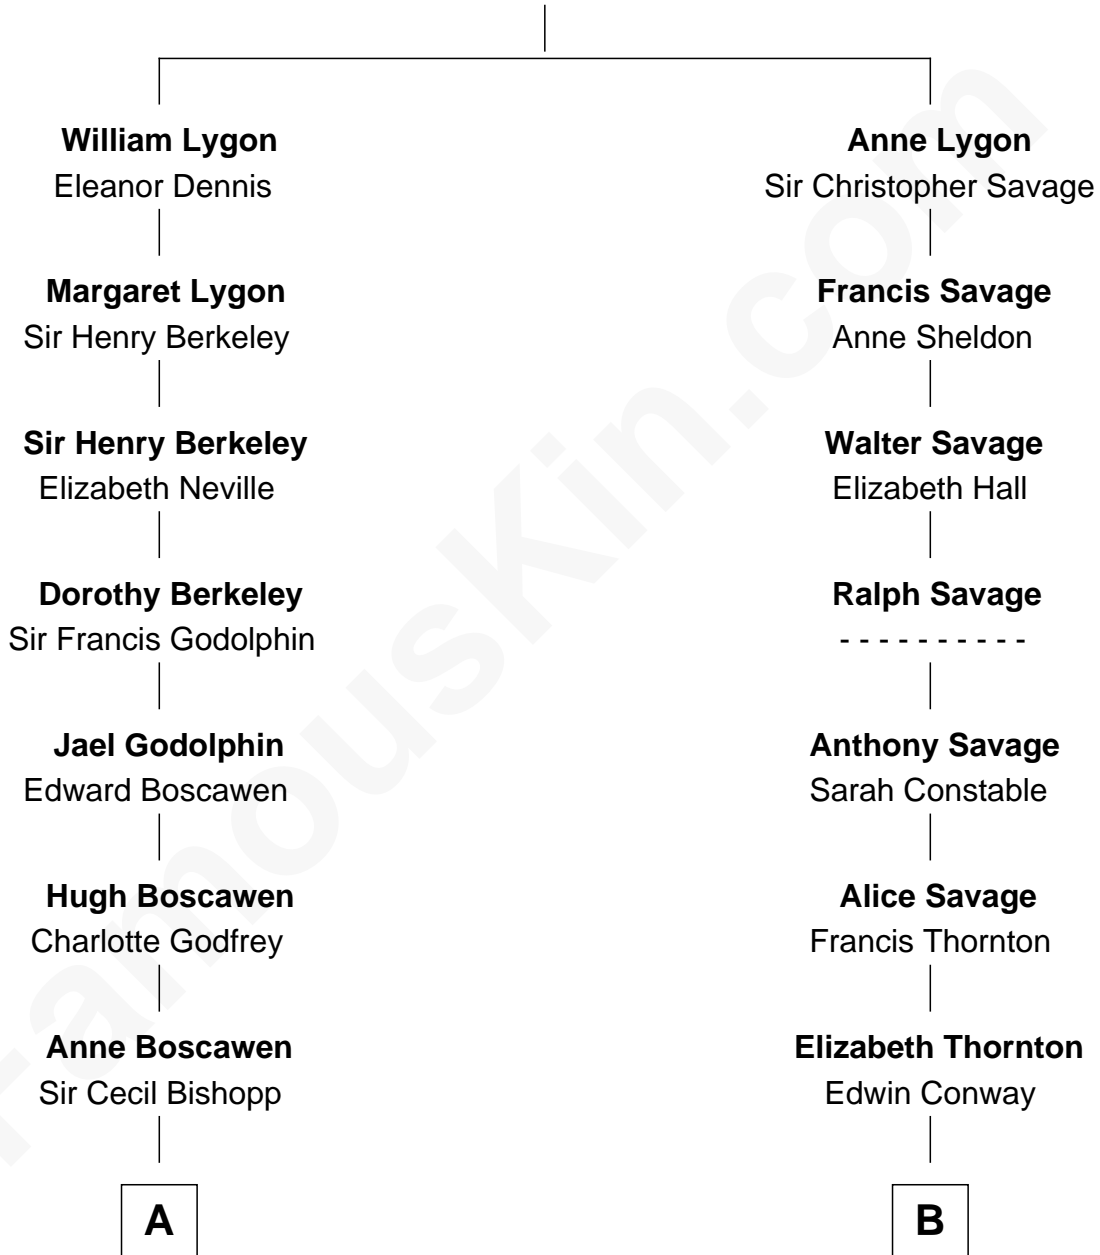 William Lygon
Eleanor Dennis
Anne Lygon
Sir Christopher Savage
Margaret Lygon
Sir Henry Berkeley
Francis Savage
Anne Sheldon
Sir Henry Berkeley
Elizabeth Neville
Walter Savage
Elizabeth Hall
Dorothy Berkeley
Sir Francis Godolphin
Ralph Savage
- - - - - - - - - -
Jael Godolphin
Edward Boscawen
Anthony Savage
Sarah Constable
Hugh Boscawen
Charlotte Godfrey
Alice Savage
Francis Thornton
Anne Boscawen
Sir Cecil Bishopp
Elizabeth Thornton
Edwin Conway
A
B
FamousKin.com